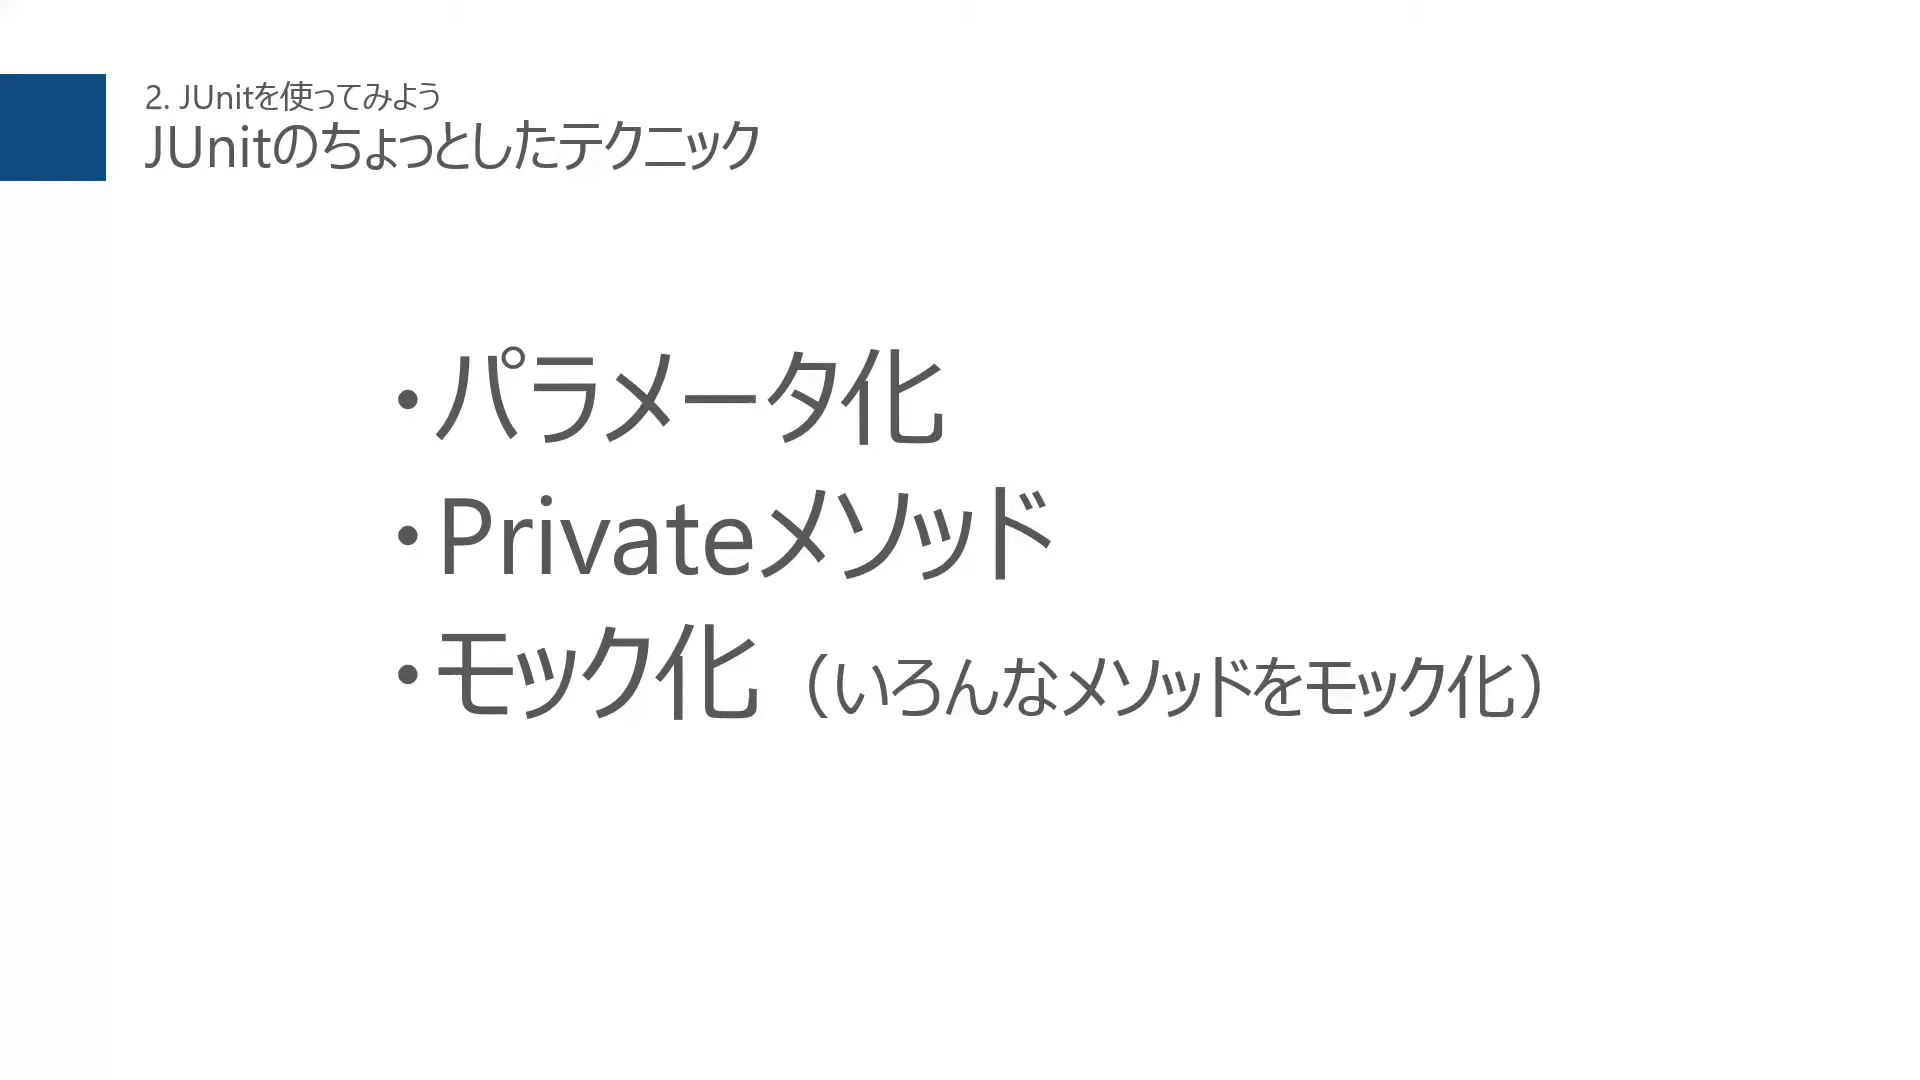 2. JUnitを使ってみよう
JUnitのちょっとしたテクニック
・パラメータ化
・Privateメソッド
・モック化（いろんなメソッドをモック化）